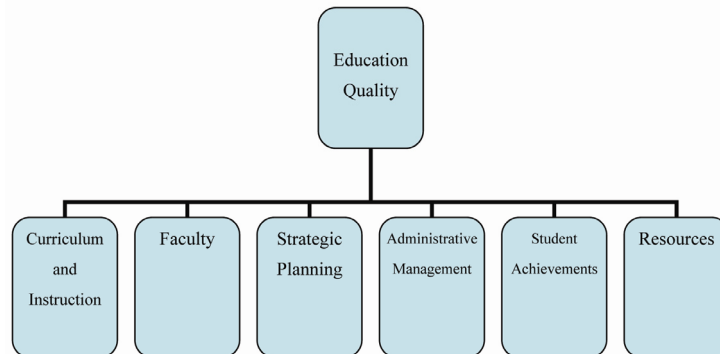 Education
Quality
Curriculum
and
Instruction
Faculty
Strategic
Planning
Administrative
Management
Student
Achievements
Resources